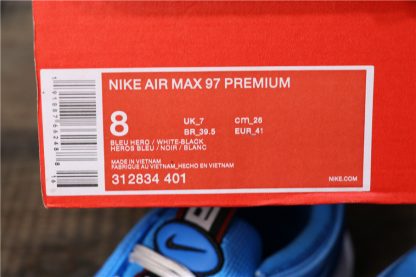 NIKE AIR MAX 97 PREMIUM
8
UK_7 cm_26
BR_39.5 EUR_41
BLEU HERO / WHITE-BLACK
HEROS BLEU / NOIR / BLANC
MADE IN VIETNAM
FABRIQUE AU VIETNAM_HECHO EN VIETNAM
312834 401
NIKE.COM